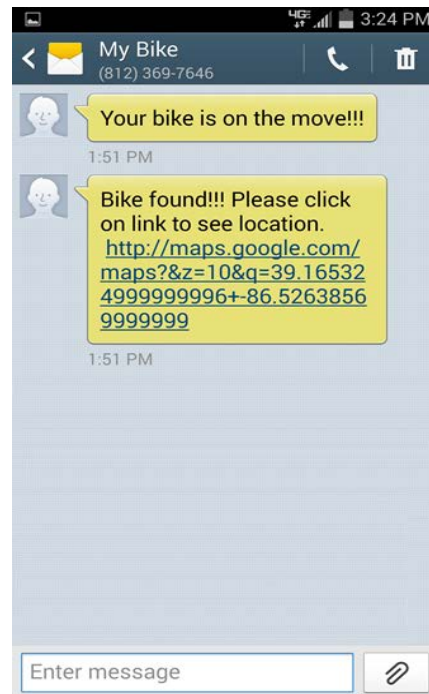 4GE 3:24 PM
My Bike
(812) 369-7646
Your bike is on the move!!!
1:51 PM
Bike found!!! Please click
on link to see location.
http://maps.google.com/
maps?&z=10&q=39.16532
4999999996+-86.5263856
9999999
1:51 PM
Enter message